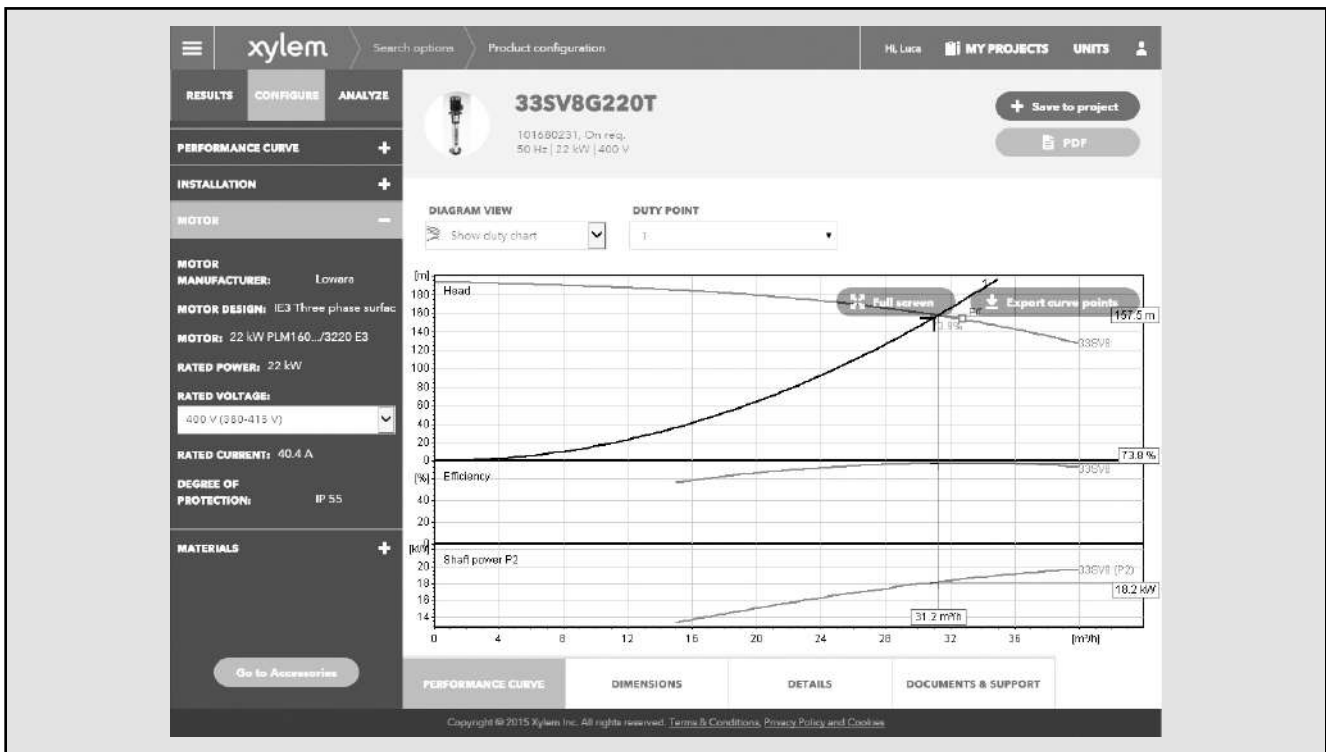 xylem
Search options
Product configuration
Hi, Luca
MY PROJECTS
UNITS
RESULTS
CONFIGURE
ANALYZE
PERFORMANCE CURVE +
INSTALLATION +
MOTOR −
MOTOR
MANUFACTURER: Lowara
MOTOR DESIGN: IE3 Three phase surfac
MOTOR: 22 kW PLM160.../3220 E3
RATED POWER: 22 kW
RATED VOLTAGE:
400 V (380-415 V)
RATED CURRENT: 40.4 A
DEGREE OF
PROTECTION: IP 55
MATERIALS +
Go to Accessories
33SV8G220T
101680231, On req.
50 Hz | 22 kW | 400 V
+ Save to project
PDF
DIAGRAM VIEW
Show duty chart
DUTY POINT
1
Full screen
Export curve points
[m]
Head
180
160
140
120
100
80
60
40
20
0
1
157.5 m
33SV8
73.8 %
[%]
Efficiency
40
20
0
33SV8
[kW]
Shaft power P2
20
18
16
14
33SV8 (P2)
18.2 kW
31.2 m³/h
0 4 8 12 16 20 24 28 32 36 [m³/h]
PERFORMANCE CURVE
DIMENSIONS
DETAILS
DOCUMENTS & SUPPORT
Copyright © 2015 Xylem Inc. All rights reserved. Terms & Conditions, Privacy Policy and Cookies